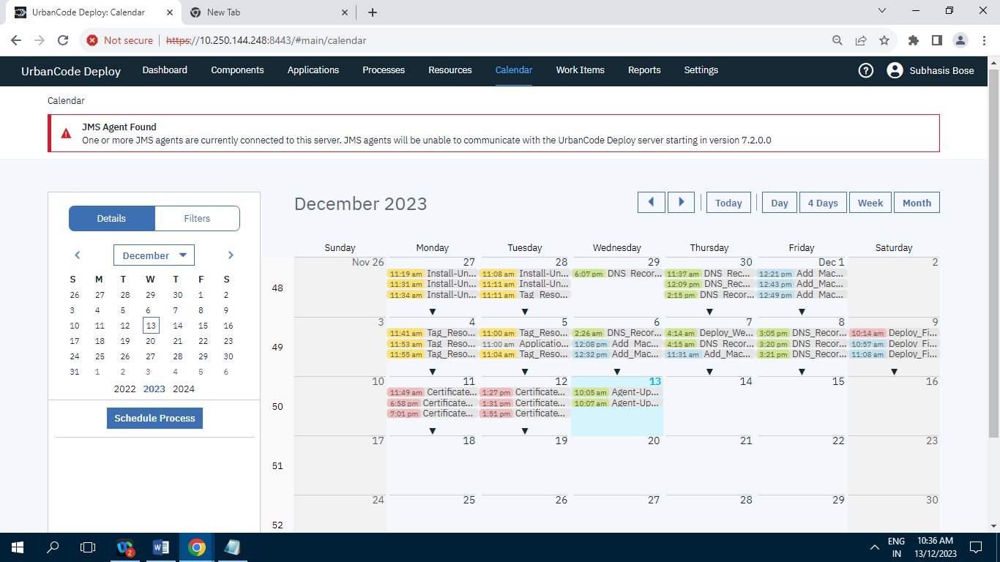 UrbanCode Deploy: Calendar
New Tab
Not secure https://10.250.144.248:8443/#main/calendar
UrbanCode Deploy Dashboard Components Applications Processes Resources Calendar Work Items Reports Settings Subhasis Bose
Calendar
JMS Agent Found
One or more JMS agents are currently connected to this server. JMS agents will be unable to communicate with the UrbanCode Deploy server starting in version 7.2.0.0
Details Filters
December
S M T W T F S
26 27 28 29 30 1 2
3 4 5 6 7 8 9
10 11 12 13 14 15 16
17 18 19 20 21 22 23
24 25 26 27 28 29 30
31 1 2 3 4 5 6
2022 2023 2024
Schedule Process
December 2023
Today Day 4 Days Week Month
Sunday Monday Tuesday Wednesday Thursday Friday Saturday
48
Nov 26 27 28 29 30 Dec 1 2
11:19 am Install-Un... 11:08 am Install-Un... 6:07 pm DNS_Recor... 11:37 am DNS_Rec... 12:21 pm Add_Mac...
11:31 am Install-Un... 11:11 am Install-Un... 12:09 pm DNS_Rec... 12:43 pm Add_Mac...
11:34 am Install-Un... 11:11 am Tag_Reso... 2:15 pm DNS_Recor... 12:49 pm Add_Mac...
49
3 4 5 6 7 8 9
11:41 am Tag_Reso... 11:00 am Tag_Reso... 2:26 am DNS_Recor... 4:14 am Deploy_We... 3:05 pm DNS_Recor... 10:14 am Deploy_Fi...
11:53 am Tag_Reso... 11:00 am Applicatio... 12:08 pm Add_Mac... 4:15 am DNS_Recor... 3:20 pm DNS_Recor... 10:57 am Deploy_Fi...
11:55 am Tag_Reso... 11:04 am Tag_Reso... 12:32 pm Add_Mac... 11:31 am Add_Mac... 3:21 pm DNS_Recor... 11:08 am Deploy_Fi...
50
10 11 12 13 14 15 16
11:49 am Certificate... 1:27 pm Certificate... 10:05 am Agent-Up...
6:58 pm Certificate... 1:31 pm Certificate... 10:07 am Agent-Up...
7:01 pm Certificate... 1:51 pm Certificate...
51
17 18 19 20 21 22 23
52
24 25 26 27 28 29 30
2
ENG
IN
10:36 AM
13/12/2023